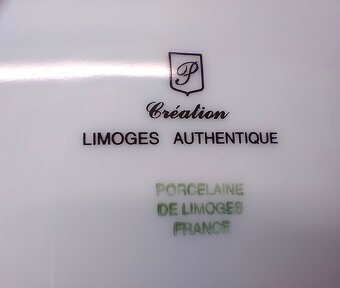 P
Création
LIMOGES AUTHENTIQUE
PORCELAINE
DE LIMOGES
FRANCE